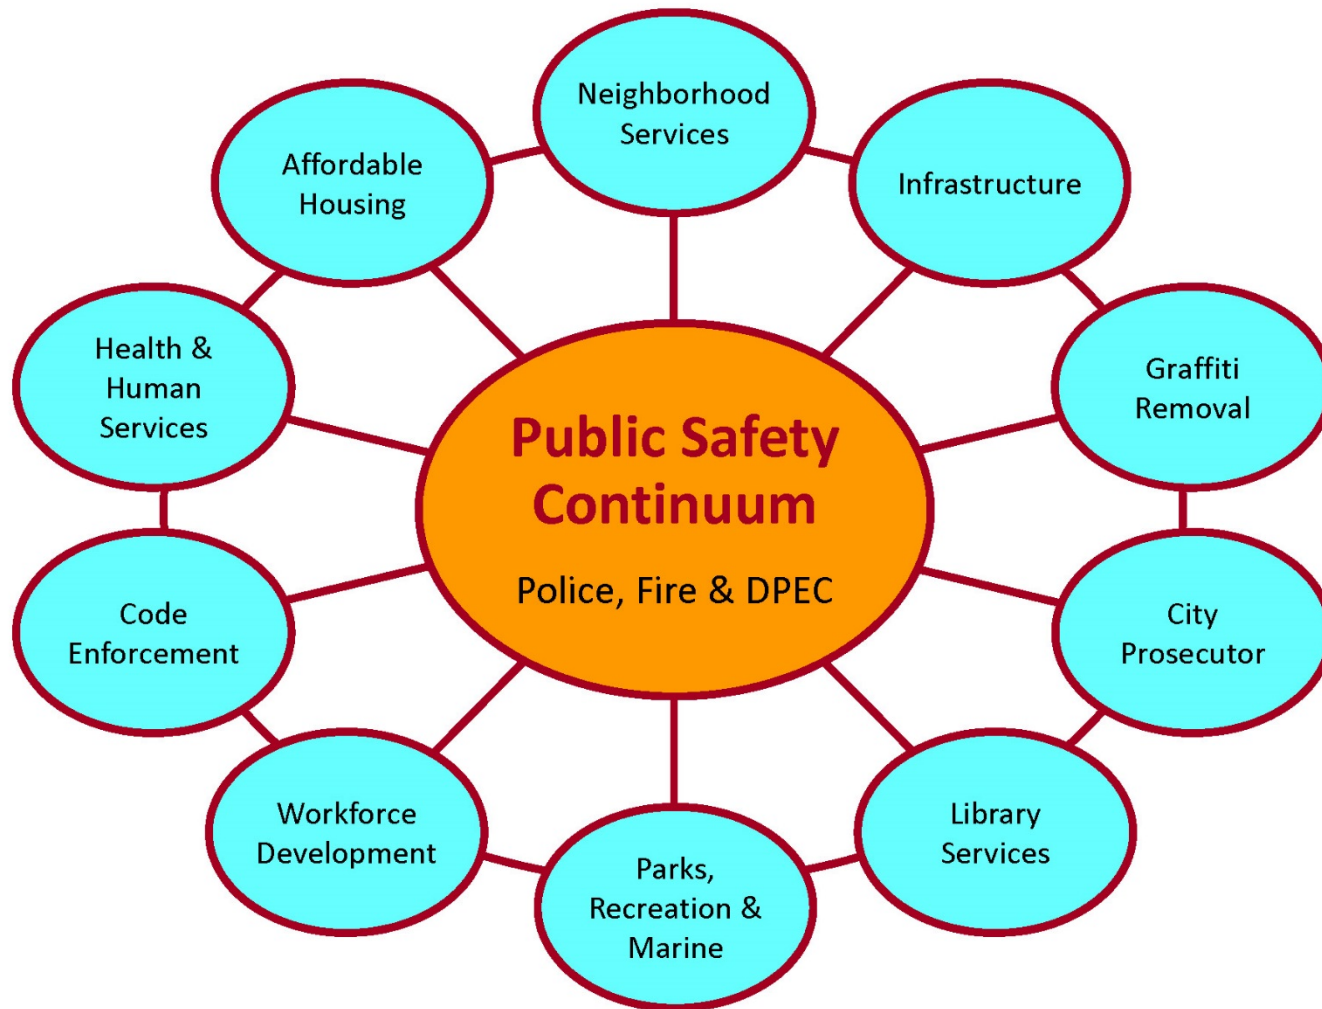 Neighborhood
Services
Infrastructure
Graffiti
Removal
City
Prosecutor
Library
Services
Parks,
Recreation &
Marine
Workforce
Development
Code
Enforcement
Health &
Human
Services
Affordable
Housing
Public Safety
Continuum
Police, Fire & DPEC